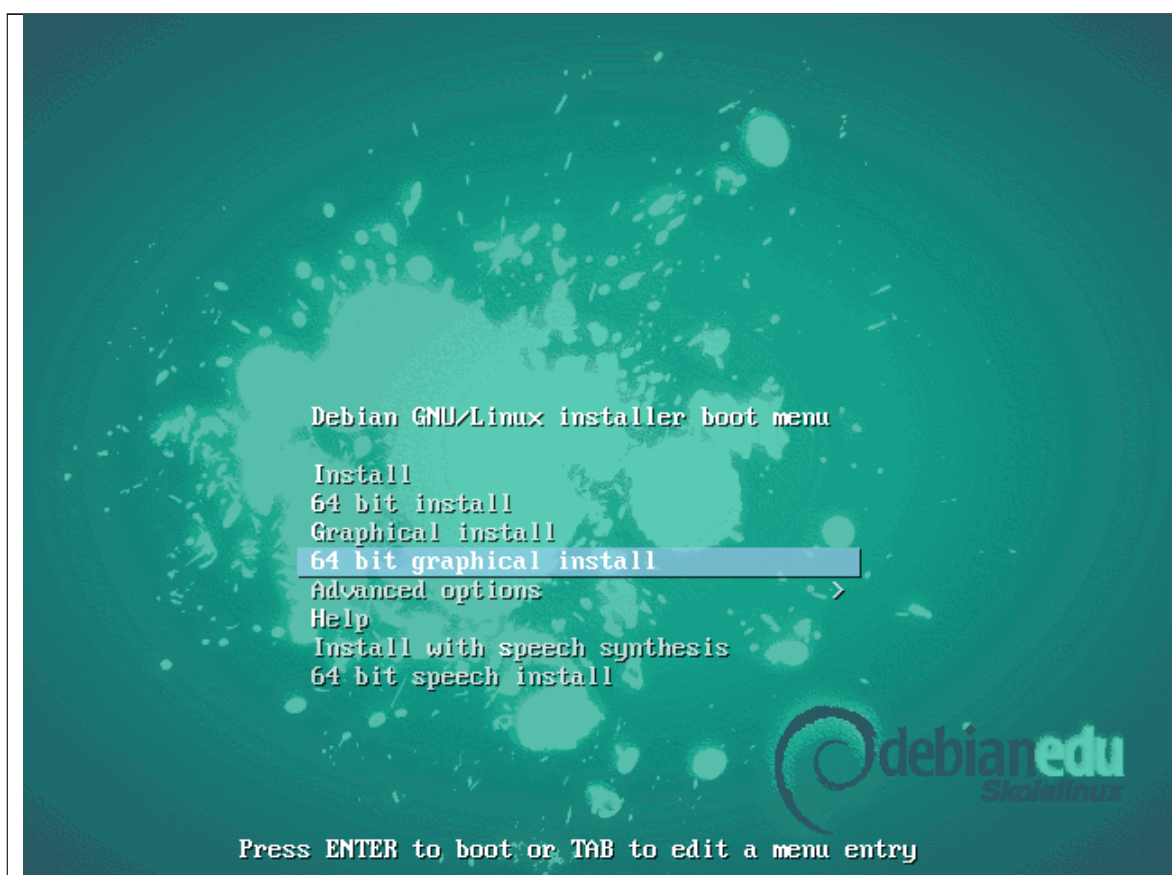 Debian GNU/Linux installer boot menu
Install
64 bit install
Graphical install
64 bit graphical install
Advanced options >
Help
Install with speech synthesis
64 bit speech install
debianedu
Skolelinux
Press ENTER to boot or TAB to edit a menu entry